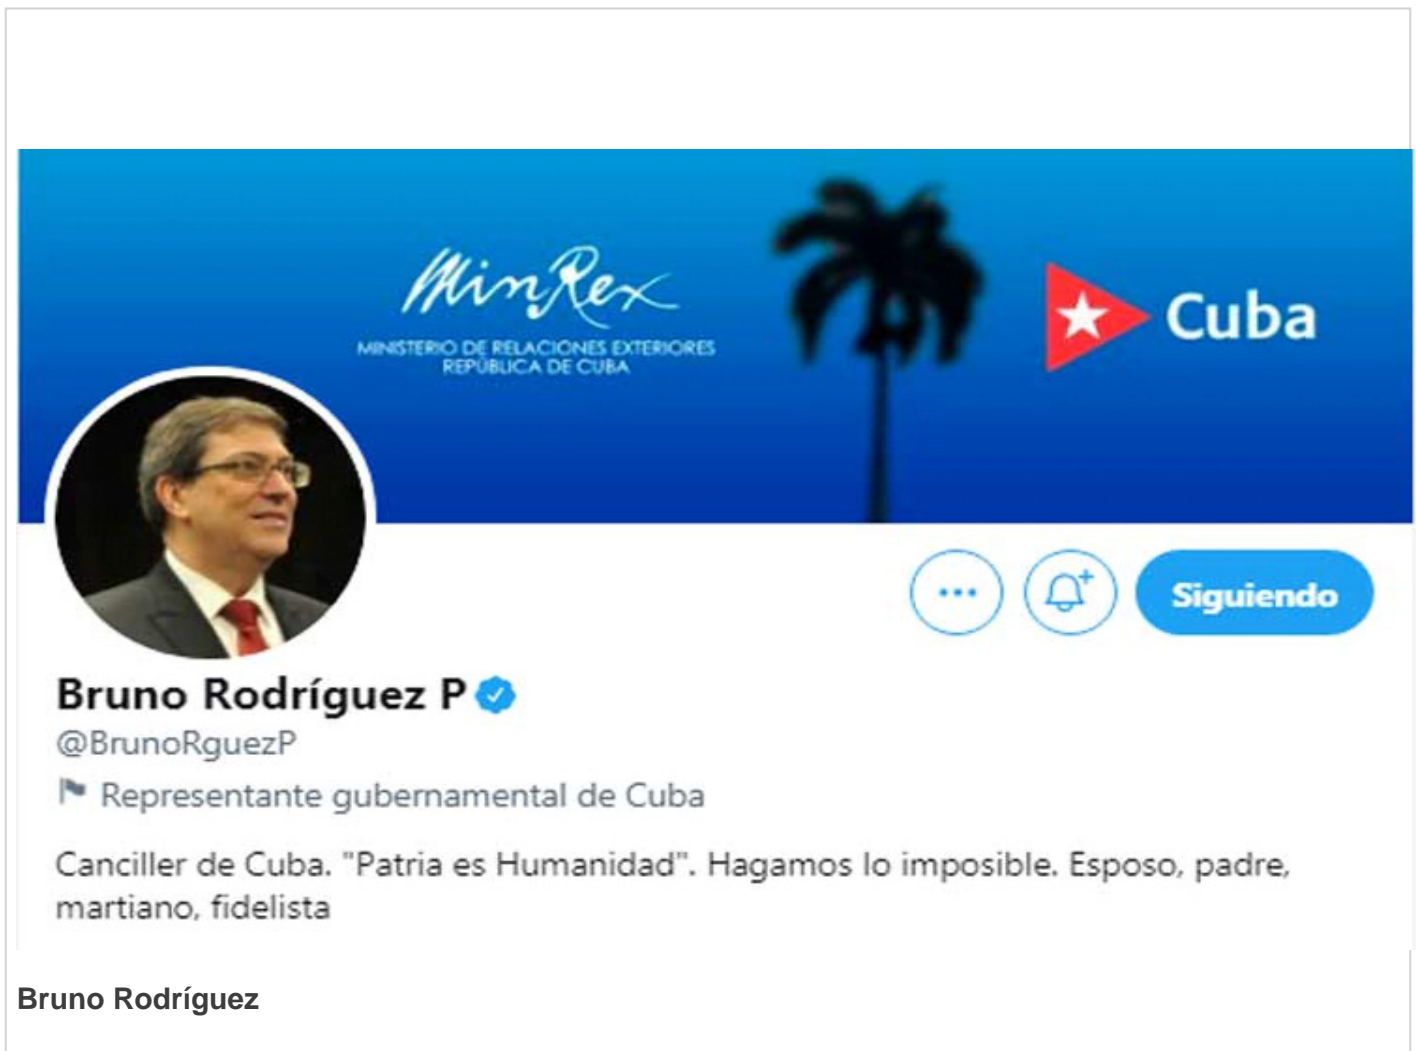 MinRex
MINISTERIO DE RELACIONES EXTERIORES
REPÚBLICA DE CUBA
Cuba
Siguiendo
Bruno Rodríguez P
@BrunoRguezP
Representante gubernamental de Cuba
Canciller de Cuba. "Patria es Humanidad". Hagamos lo imposible. Esposo, padre,
martiano, fidelista
Bruno Rodríguez